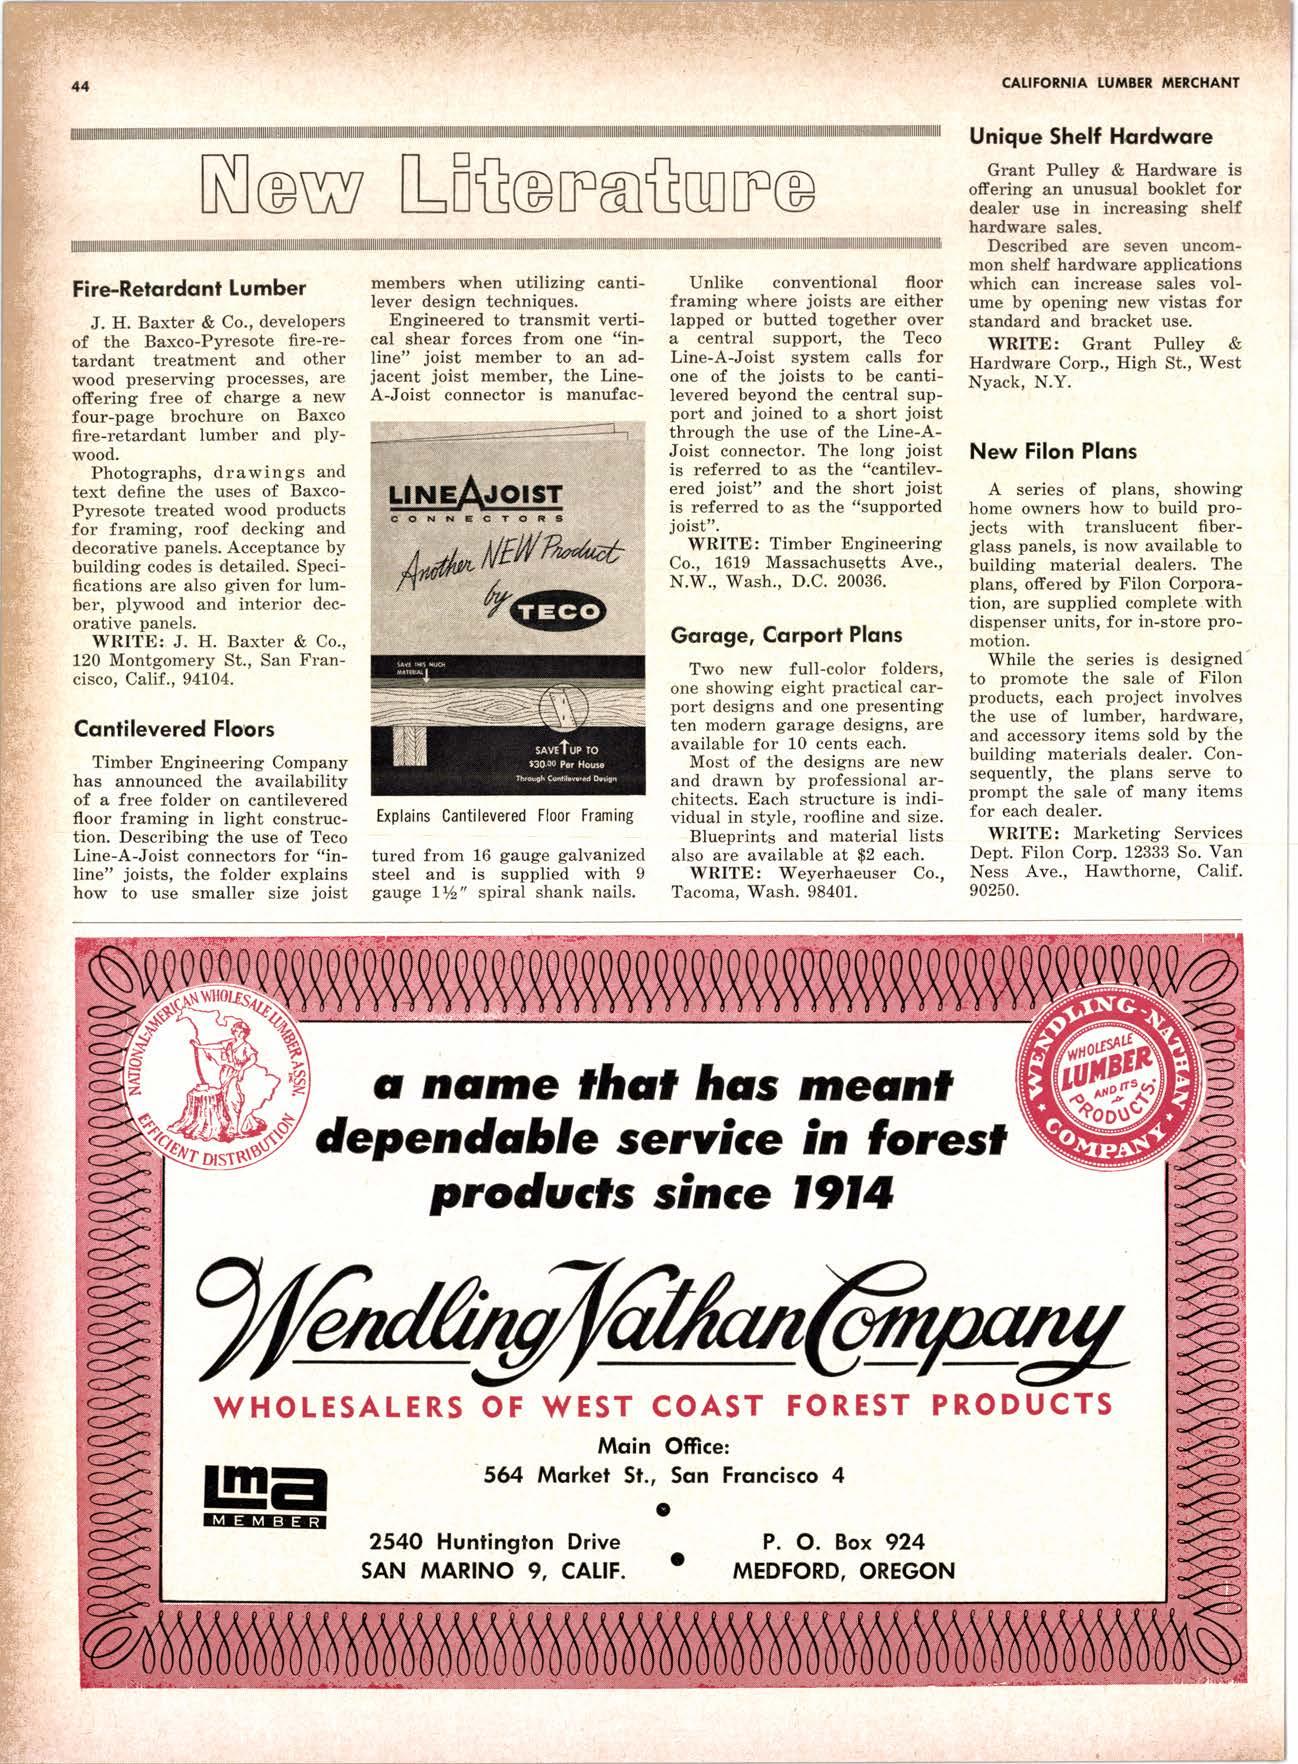 44
CALIFORNIA LUMBER MERCHANT
New Literature
Fire-Retardant Lumber
J. H. Baxter & Co., developers
of the Baxco-Pyresote fire-re-
tardant treatment and other
wood preserving processes, are
offering free of charge a new
four-page brochure on Baxco
fire-retardant lumber and ply-
wood.
Photographs, drawings and
text define the uses of Baxco-
Pyresote treated wood products
for framing, roof decking and
decorative panels. Acceptance by
building codes is detailed. Speci-
fications are also given for lum-
ber, plywood and interior dec-
orative panels.
WRITE: J. H. Baxter & Co.,
120 Montgomery St., San Fran-
cisco, Calif., 94104.
Cantilevered Floors
Timber Engineering Company
has announced the availability
of a free folder on cantilevered
floor framing in light construc-
tion. Describing the use of Teco
Line-A-Joist connectors for "in-
line" joists, the folder explains
how to use smaller size joist
members when utilizing canti-
lever design techniques.
Engineered to transmit verti-
cal shear forces from one "in-
line" joist member to an ad-
jacent joist member, the Line-
A-Joist connector is manufac-
LINE A JOIST
CONNECTORS
Another NEW Product
by TECO
SAVE THIS MUCH
MATERIAL
SAVE UP TO
$30.00 Per House
Through Cantilevered Design
Explains Cantilevered Floor Framing
tured from 16 gauge galvanized
steel and is supplied with 9
gauge 1½" spiral shank nails.
Unlike conventional floor
framing where joists are either
lapped or butted together over
a central support, the Teco
Line-A-Joist system calls for
one of the joists to be canti-
levered beyond the central sup-
port and joined to a short joist
through the use of the Line-A-
Joist connector. The long joist
is referred to as the "cantilev-
ered joist" and the short joist
is referred to as the "supported
joist".
WRITE: Timber Engineering
Co., 1619 Massachusetts Ave.,
N.W., Wash., D.C. 20036.
Garage, Carport Plans
Two new full-color folders,
one showing eight practical car-
port designs and one presenting
ten modern garage designs, are
available for 10 cents each.
Most of the designs are new
and drawn by professional ar-
chitects. Each structure is indi-
vidual in style, roofline and size.
Blueprints and material lists
also are available at $2 each.
WRITE: Weyerhaeuser Co.,
Tacoma, Wash. 98401.
Unique Shelf Hardware
Grant Pulley & Hardware is
offering an unusual booklet for
dealer use in increasing shelf
hardware sales.
Described are seven uncom-
mon shelf hardware applications
which can increase sales vol-
ume by opening new vistas for
standard and bracket use.
WRITE: Grant Pulley &
Hardware Corp., High St., West
Nyack, N.Y.
New Filon Plans
A series of plans, showing
home owners how to build pro-
jects with translucent fiber-
glass panels, is now available to
building material dealers. The
plans, offered by Filon Corpora-
tion, are supplied complete with
dispenser units, for in-store pro-
motion.
While the series is designed
to promote the sale of Filon
products, each project involves
the use of lumber, hardware,
and accessory items sold by the
building materials dealer. Con-
sequently, the plans serve to
prompt the sale of many items
for each dealer.
WRITE: Marketing Services
Dept. Filon Corp. 12333 So. Van
Ness Ave., Hawthorne, Calif.
90250.
NATIONAL-AMERICAN WHOLESALE LUMBER ASSN. INC
EFFICIENT DISTRIBUTION
WENDLING-NATHAN COMPANY
WHOLESALE
LUMBER
AND ITS
PRODUCTS.
a name that has meant
dependable service in forest
products since 1914
Wendling Nathan Company
WHOLESALERS OF WEST COAST FOREST PRODUCTS
Main Office:
564 Market St., San Francisco 4
LMA
MEMBER
2540 Huntington Drive
SAN MARINO 9, CALIF.
P. O. Box 924
MEDFORD, OREGON